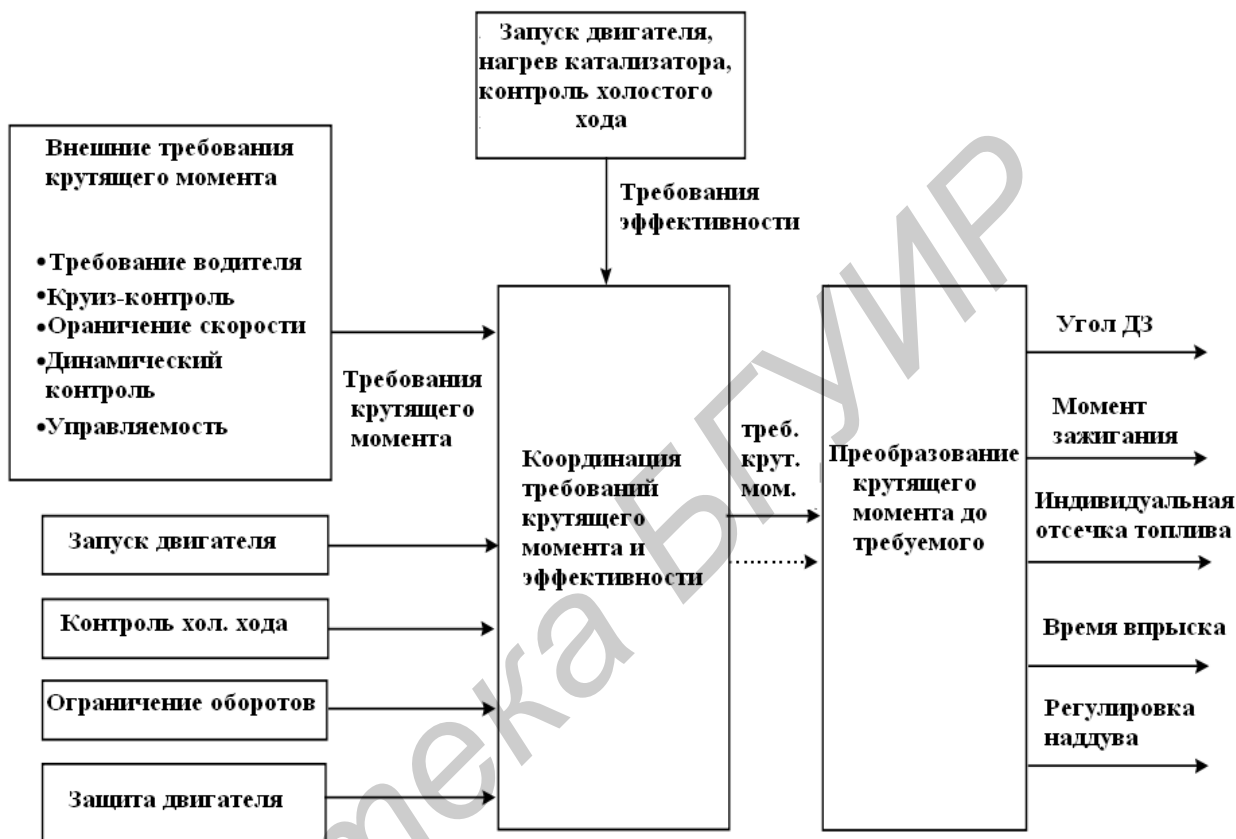 Запуск двигателя,
нагрев катализатора,
контроль холостого
хода
Внешние требования
крутящего момента
•Требование водителя
•Круиз-контроль
•Ораничение скорости
•Динамический
контроль
•Управляемость
Требования
эффективности
Требования
крутящего
момента
Запуск двигателя
Контроль хол. хода
Ограничение оборотов
Защита двигателя
Координация
требований
крутящего
момента и
эффективности
треб.
крут.
мом.
Преобразование
крутящего
момента до
требуемого
Угол ДЗ
Момент
зажигания
Индивидуальная
отсечка топлива
Время впрыска
Регулировка
наддува
тека БГУИР